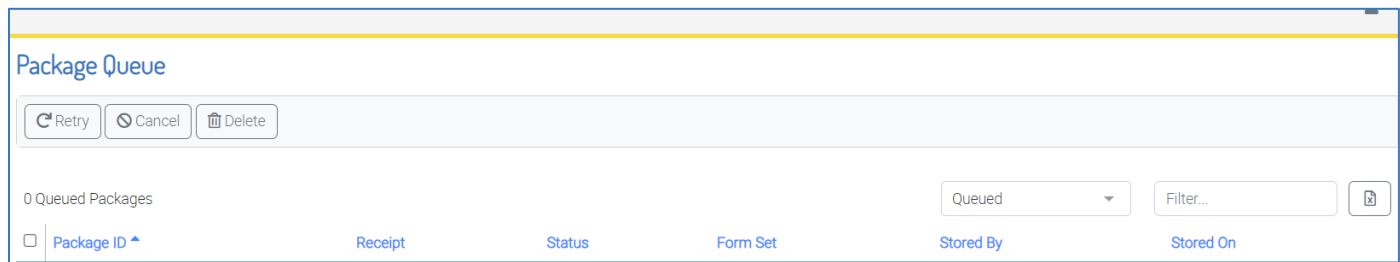 Package Queue
Retry Cancel Delete
0 Queued Packages Queued Filter...
Package ID Receipt Status Form Set Stored By Stored On